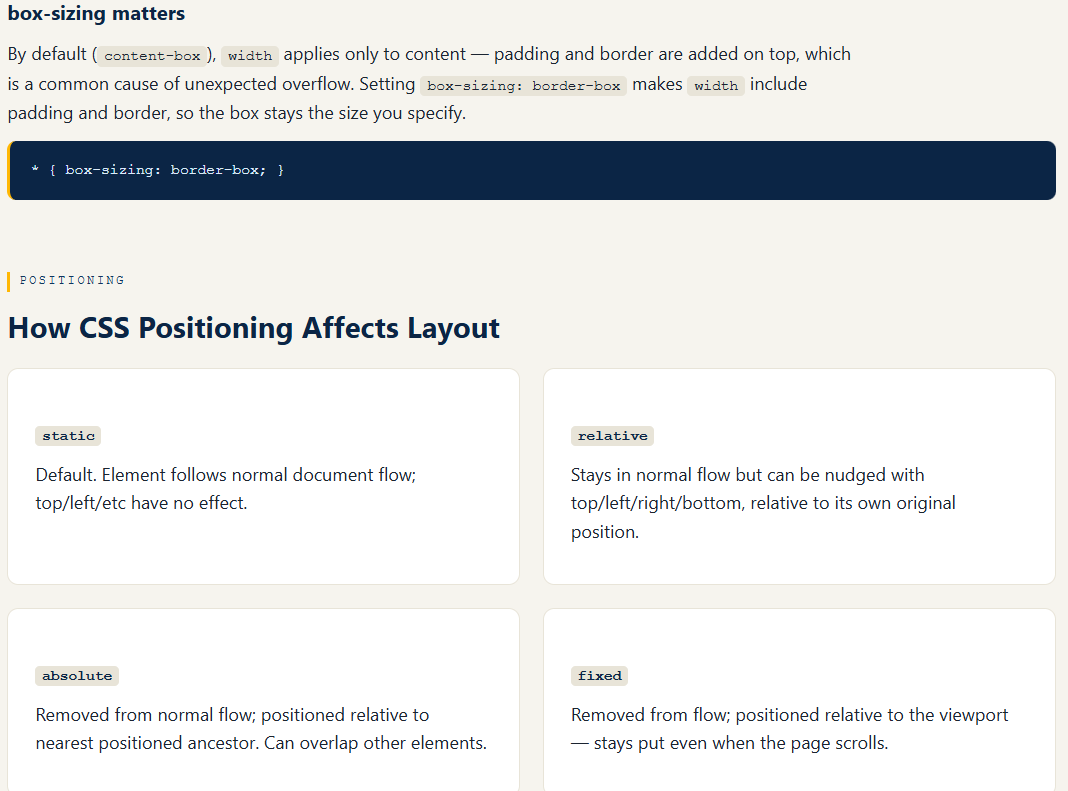 box-sizing matters
By default (content-box), width applies only to content — padding and border are added on top, which
is a common cause of unexpected overflow. Setting box-sizing: border-box makes width include
padding and border, so the box stays the size you specify.
* { box-sizing: border-box; }
POSITIONING
How CSS Positioning Affects Layout
static
Default. Element follows normal document flow;
top/left/etc have no effect.
relative
Stays in normal flow but can be nudged with
top/left/right/bottom, relative to its own original
position.
absolute
Removed from normal flow; positioned relative to
nearest positioned ancestor. Can overlap other elements.
fixed
Removed from flow; positioned relative to the viewport
— stays put even when the page scrolls.